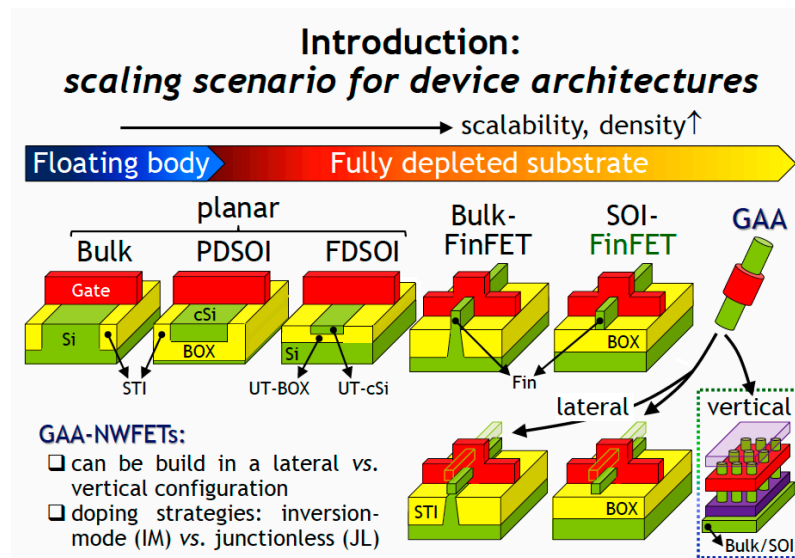 Introduction:
scaling scenario for device architectures
scalability, density↑
Floating body
Fully depleted substrate
planar
Bulk
PDSOI
FDSOI
Bulk-
FinFET
SOI-
FinFET
GAA
Gate
Si
cSi
BOX
Si
BOX
STI
UT-BOX
UT-cSi
Fin
lateral
vertical
GAA-NWFETs:
❑ can be build in a lateral vs.
vertical configuration
❑ doping strategies: inversion-
mode (IM) vs. junctionless (JL)
STI
BOX
Bulk/SOI